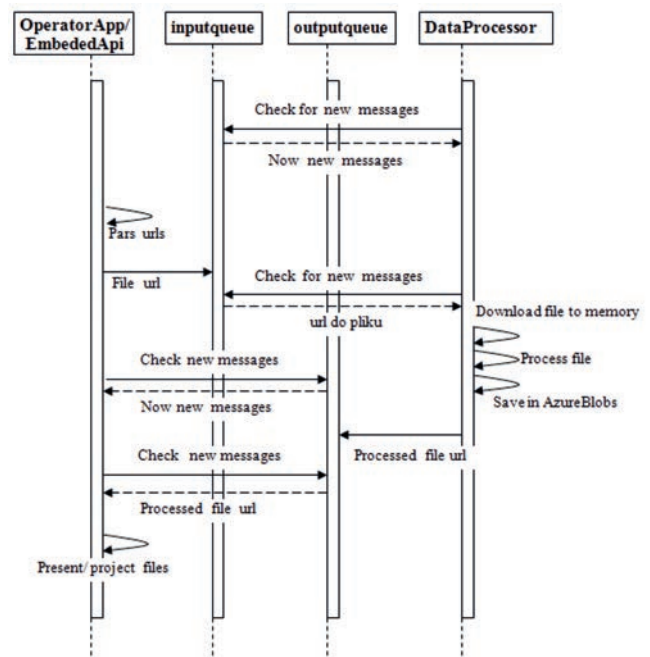 OperatorApp/
EmbededApi
inputqueue
outputqueue
DataProcessor
Check for new messages
Now new messages
Pars urls
File url
Check for new messages
url do pliku
Download file to memory
Process file
Save in AzureBlobs
Check new messages
Now new messages
Processed file url
Check new messages
Processed file url
Present/project files